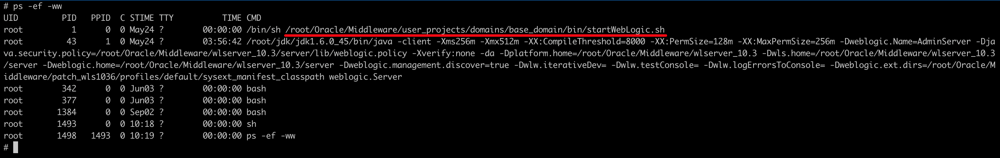 # ps -ef -ww
UID         PID   PPID  C STIME TTY          TIME CMD
root          1      0  0 May24 ?        00:00:00 /bin/sh /root/Oracle/Middleware/user_projects/domains/base_domain/bin/startWebLogic.sh
root         43      1  0 May24 ?        03:56:42 /root/jdk/jdk1.6.0_45/bin/java -client -Xms256m -Xmx512m -XX:CompileThreshold=8000 -XX:PermSize=128m -XX:MaxPermSize=256m -Dweblogic.Name=AdminServer -Dja
va.security.policy=/root/Oracle/Middleware/wlserver_10.3/server/lib/weblogic.policy -Xverify:none -da -Dplatform.home=/root/Oracle/Middleware/wlserver_10.3 -Dwls.home=/root/Oracle/Middleware/wlserver_10.3
/server -Dweblogic.home=/root/Oracle/Middleware/wlserver_10.3/server -Dweblogic.management.discover=true -Dwlw.iterativeDev= -Dwlw.testConsole= -Dwlw.logErrorsToConsole= -Dweblogic.ext.dirs=/root/Oracle/M
iddleware/patch_wls1036/profiles/default/sysext_manifest_classpath weblogic.Server
root        342      0  0 Jun03 ?        00:00:00 bash
root        377      0  0 Jun03 ?        00:00:00 bash
root       1384      0  0 Sep02 ?        00:00:00 bash
root       1493      0  0 10:18 ?        00:00:00 sh
root       1498   1493  0 10:19 ?        00:00:00 ps -ef -ww
#